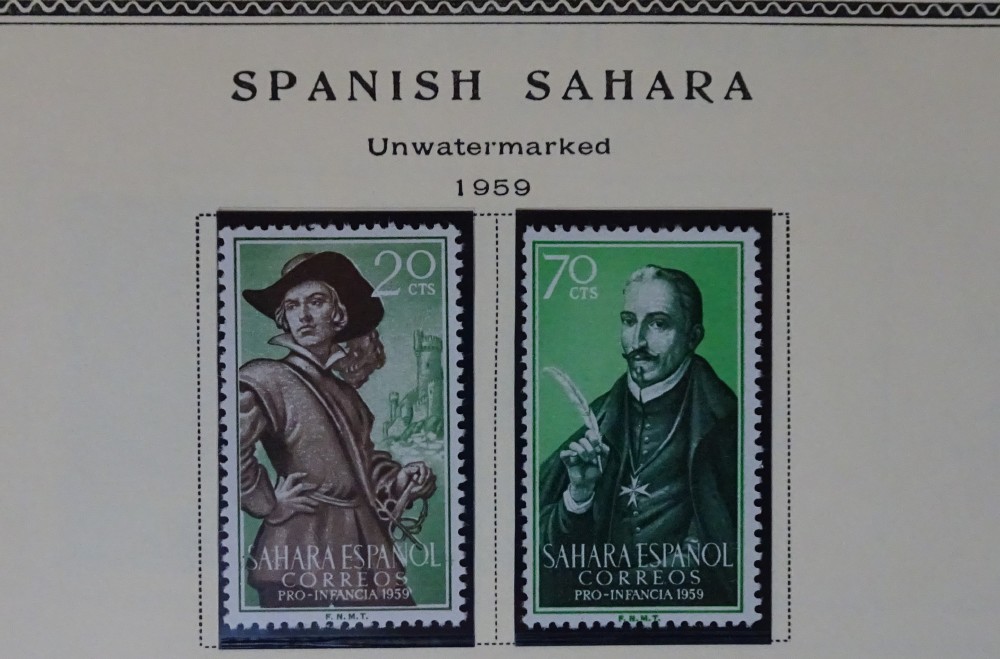 SPANISH SAHARA
Unwatermarked
1959
20
CTS
SAHARA ESPAÑOL
CORREOS
PRO-INFANCIA 1959
F.N.M.T.
70
CTS
SAHARA ESPAÑOL
CORREOS
PRO-INFANCIA 1959
F.N.M.T.